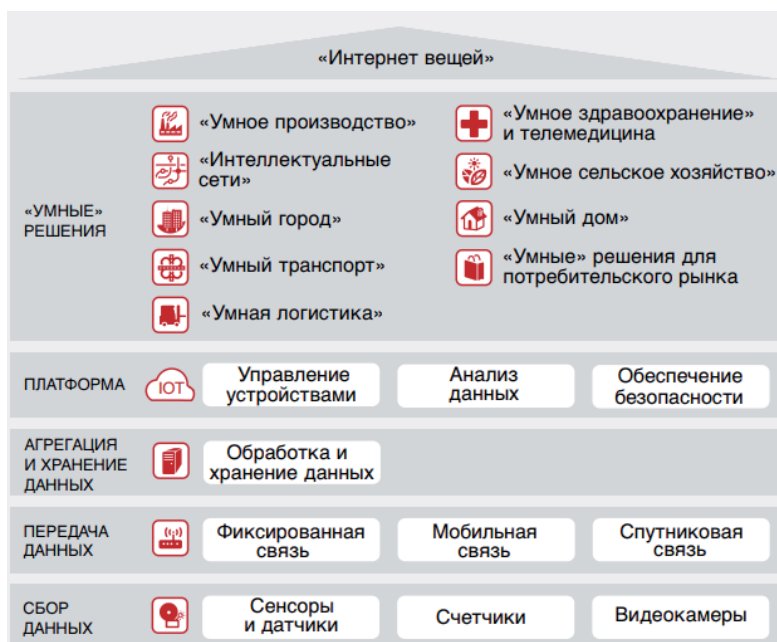 «Интернет вещей»
«УМНЫЕ»
РЕШЕНИЯ
«Умное производство»
«Интеллектуальные
сети»
«Умный город»
«Умный транспорт»
«Умная логистика»
«Умное здравоохранение»
и телемедицина
«Умное сельское хозяйство»
«Умный дом»
«Умные» решения для
потребительского рынка
ПЛАТФОРМА
IOT
Управление
устройствами
Анализ
данных
Обеспечение
безопасности
АГРЕГАЦИЯ
И ХРАНЕНИЕ
ДАННЫХ
Обработка и
хранение данных
ПЕРЕДАЧА
ДАННЫХ
Фиксированная
связь
Мобильная
связь
Спутниковая
связь
СБОР
ДАННЫХ
Сенсоры
и датчики
Счетчики
Видеокамеры